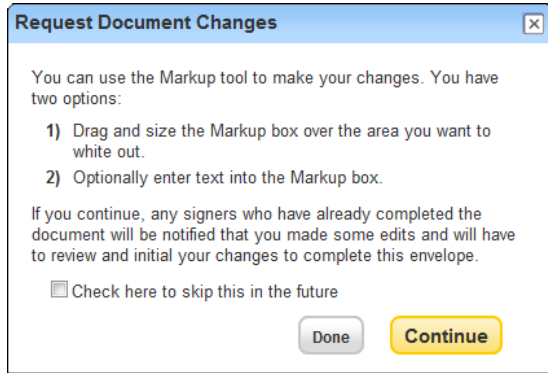 Request Document Changes
You can use the Markup tool to make your changes. You have
two options:
1) Drag and size the Markup box over the area you want to
white out.
2) Optionally enter text into the Markup box.
If you continue, any signers who have already completed the
document will be notified that you made some edits and will have
to review and initial your changes to complete this envelope.
Check here to skip this in the future
Done Continue